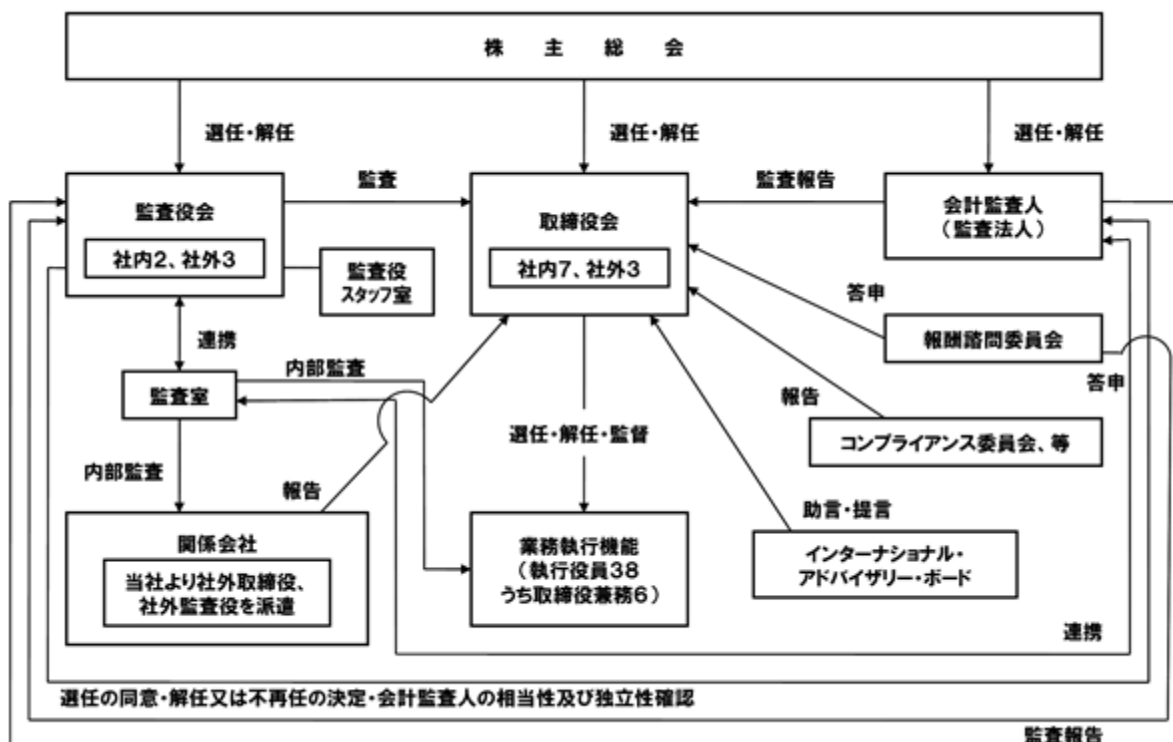 株主総会
選任・解任
選任・解任
選任・解任
監査役会
社内2、社外3
監査
取締役会
社内7、社外3
監査報告
会計監査人
（監査法人）
監査役
スタッフ室
答申
報酬諮問委員会
答申
連携
監査室
内部監査
報告
コンプライアンス委員会、等
選任・解任・監督
内部監査
報告
助言・提言
関係会社
当社より社外取締役、
社外監査役を派遣
業務執行機能
（執行役員38
うち取締役兼務6）
インターナショナル・
アドバイザリー・ボード
連携
選任の同意・解任又は不再任の決定・会計監査人の相当性及び独立性確認
監査報告